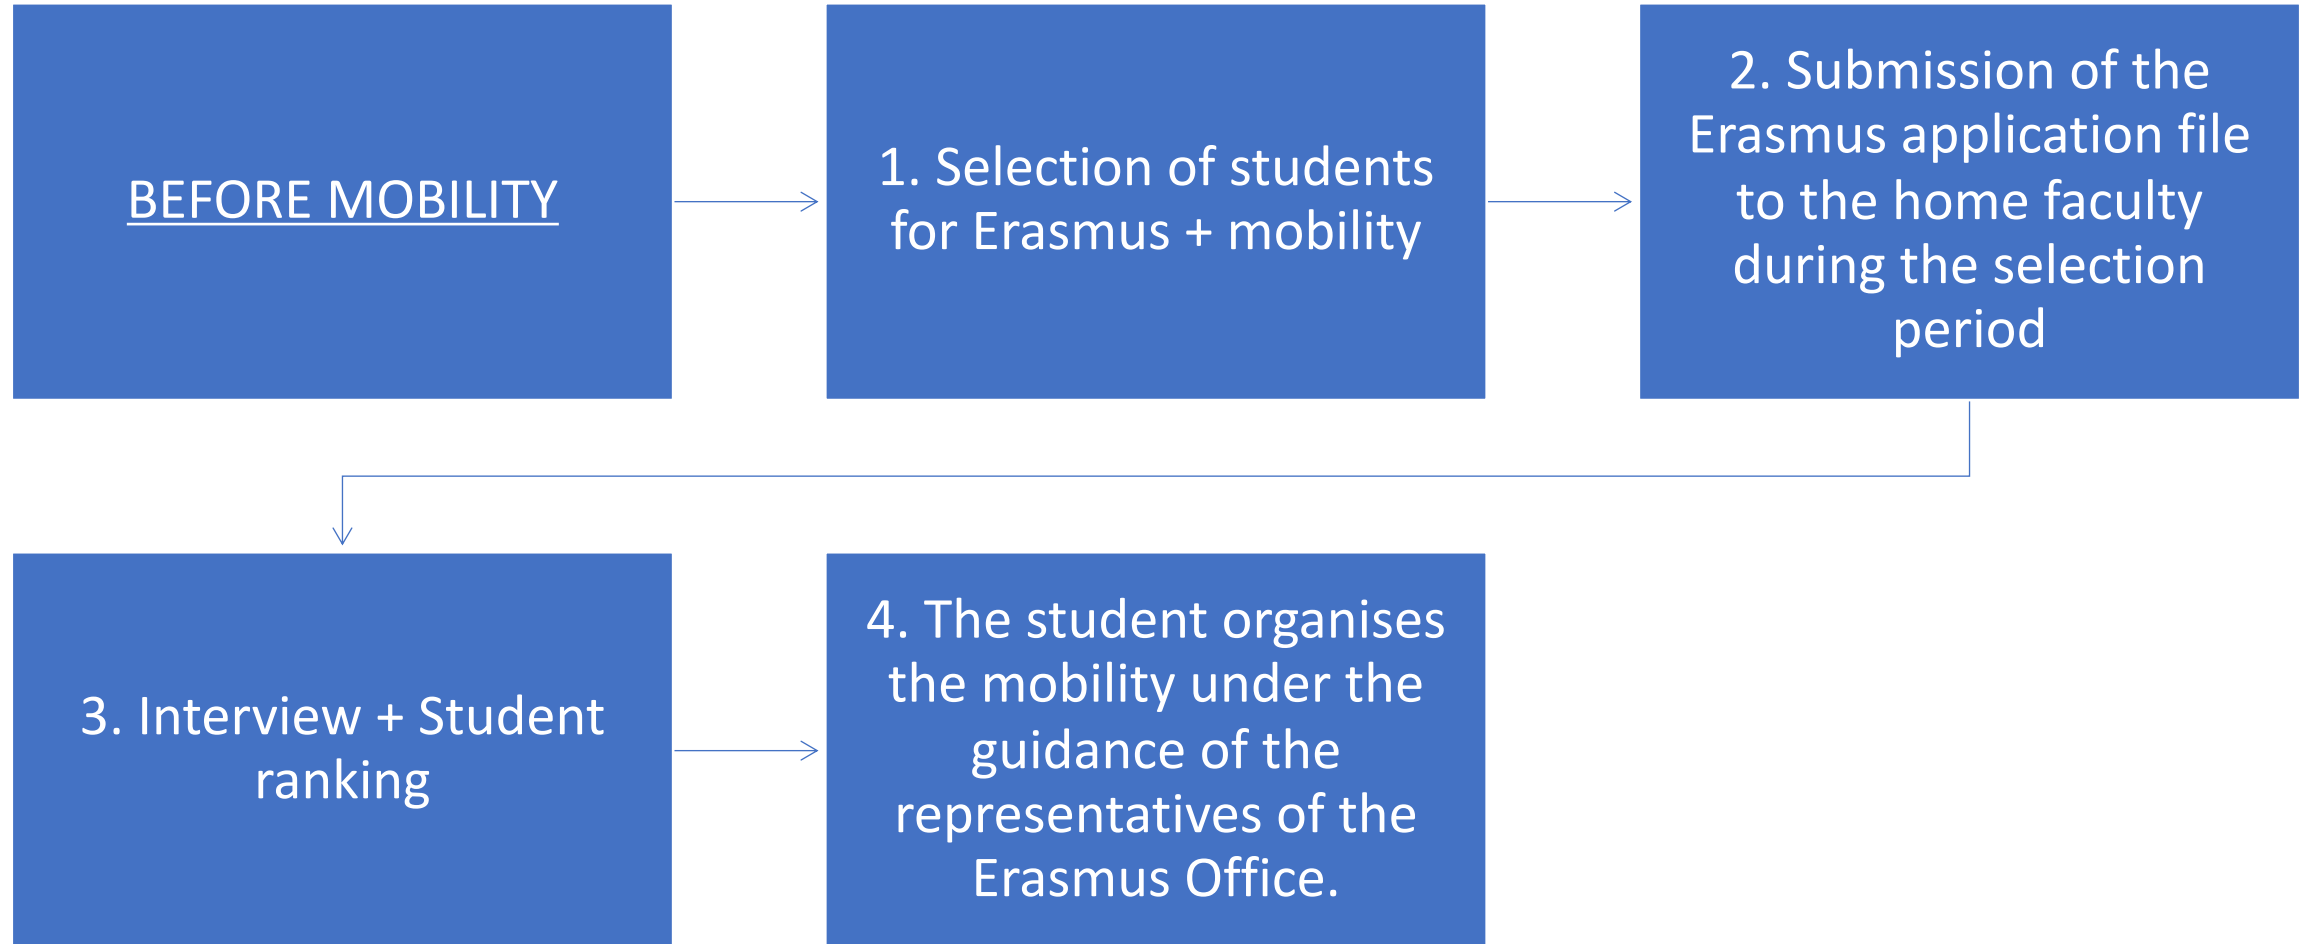 BEFORE MOBILITY
1. Selection of students
for Erasmus + mobility
2. Submission of the
Erasmus application file
to the home faculty
during the selection
period
3. Interview + Student
ranking
4. The student organises
the mobility under the
guidance of the
representatives of the
Erasmus Office.